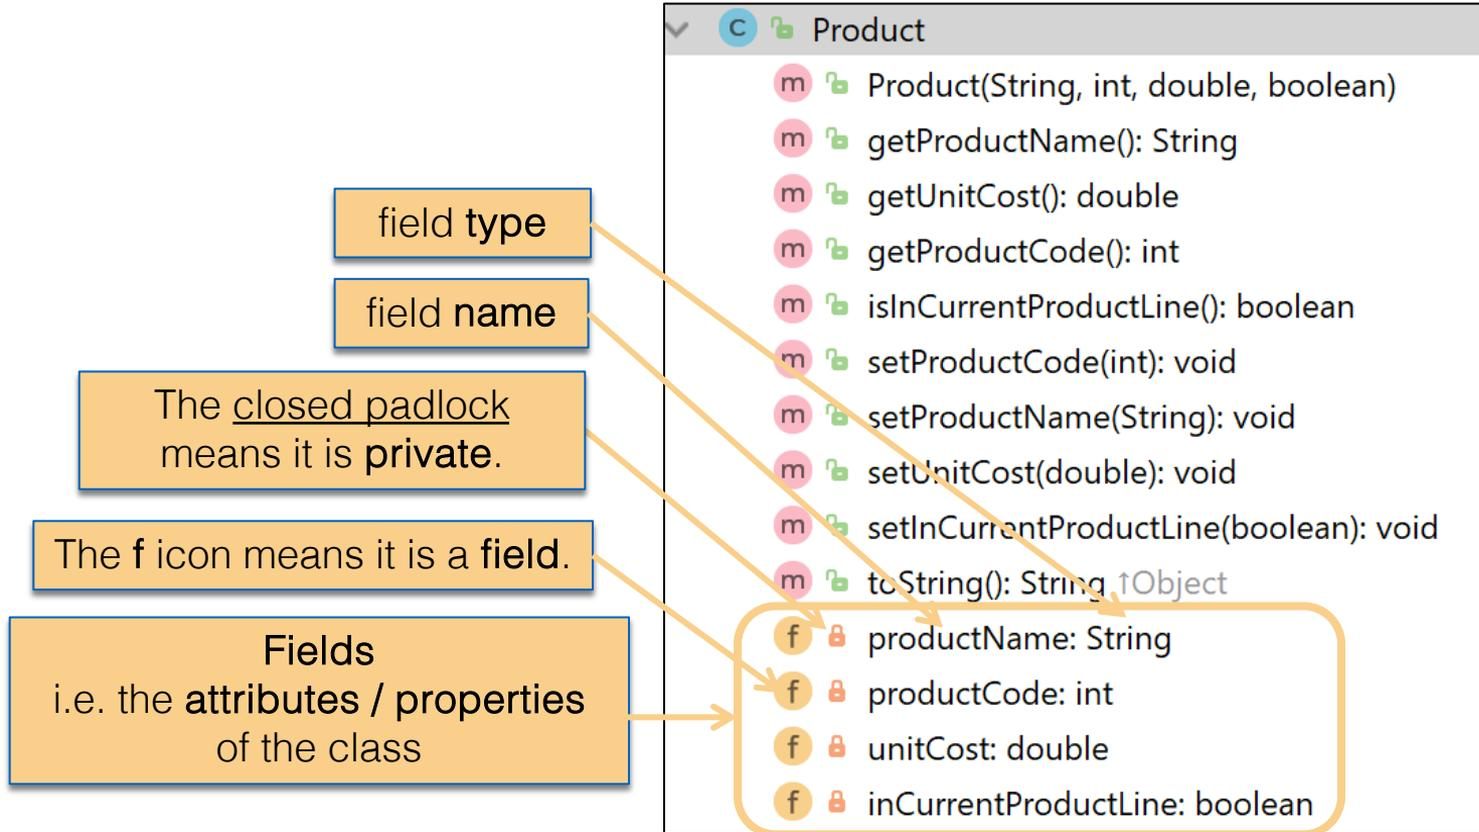 C Product
m Product(String, int, double, boolean)
m getProductName(): String
m getUnitCost(): double
m getProductCode(): int
m isInCurrentProductLine(): boolean
m setProductCode(int): void
m setProductName(String): void
m setUnitCost(double): void
m setInCurrentProductLine(boolean): void
m toString(): String ↑Object
f productName: String
f productCode: int
f unitCost: double
f inCurrentProductLine: boolean
field type
field name
The closed padlock
means it is private.
The f icon means it is a field.
Fields
i.e. the attributes / properties
of the class